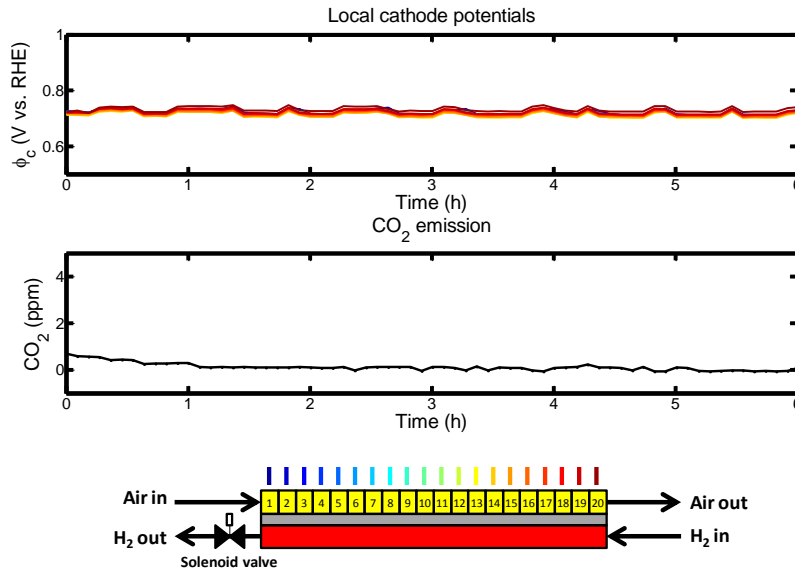 Local cathode potentials
1
0.8
0.6
ϕc (V vs. RHE)
0 1 2 3 4 5 6
Time (h)
CO2 emission
4
2
0
CO2 (ppm)
0 1 2 3 4 5 6
Time (h)
Air in
1 2 3 4 5 6 7 8 9 10 11 12 13 14 15 16 17 18 19 20
Air out
H2 out
H2 in
Solenoid valve